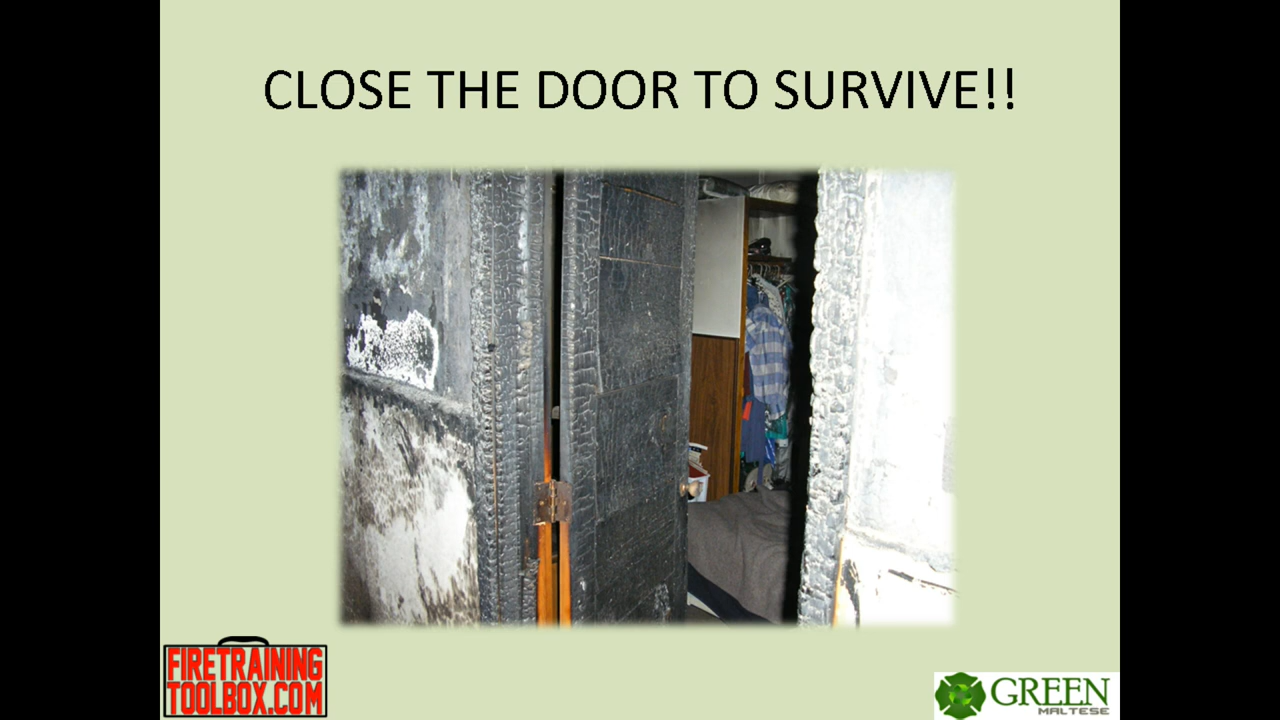 CLOSE THE DOOR TO SURVIVE!!
FIRETRAINING
TOOLBOX.COM
GREEN
MALTESE